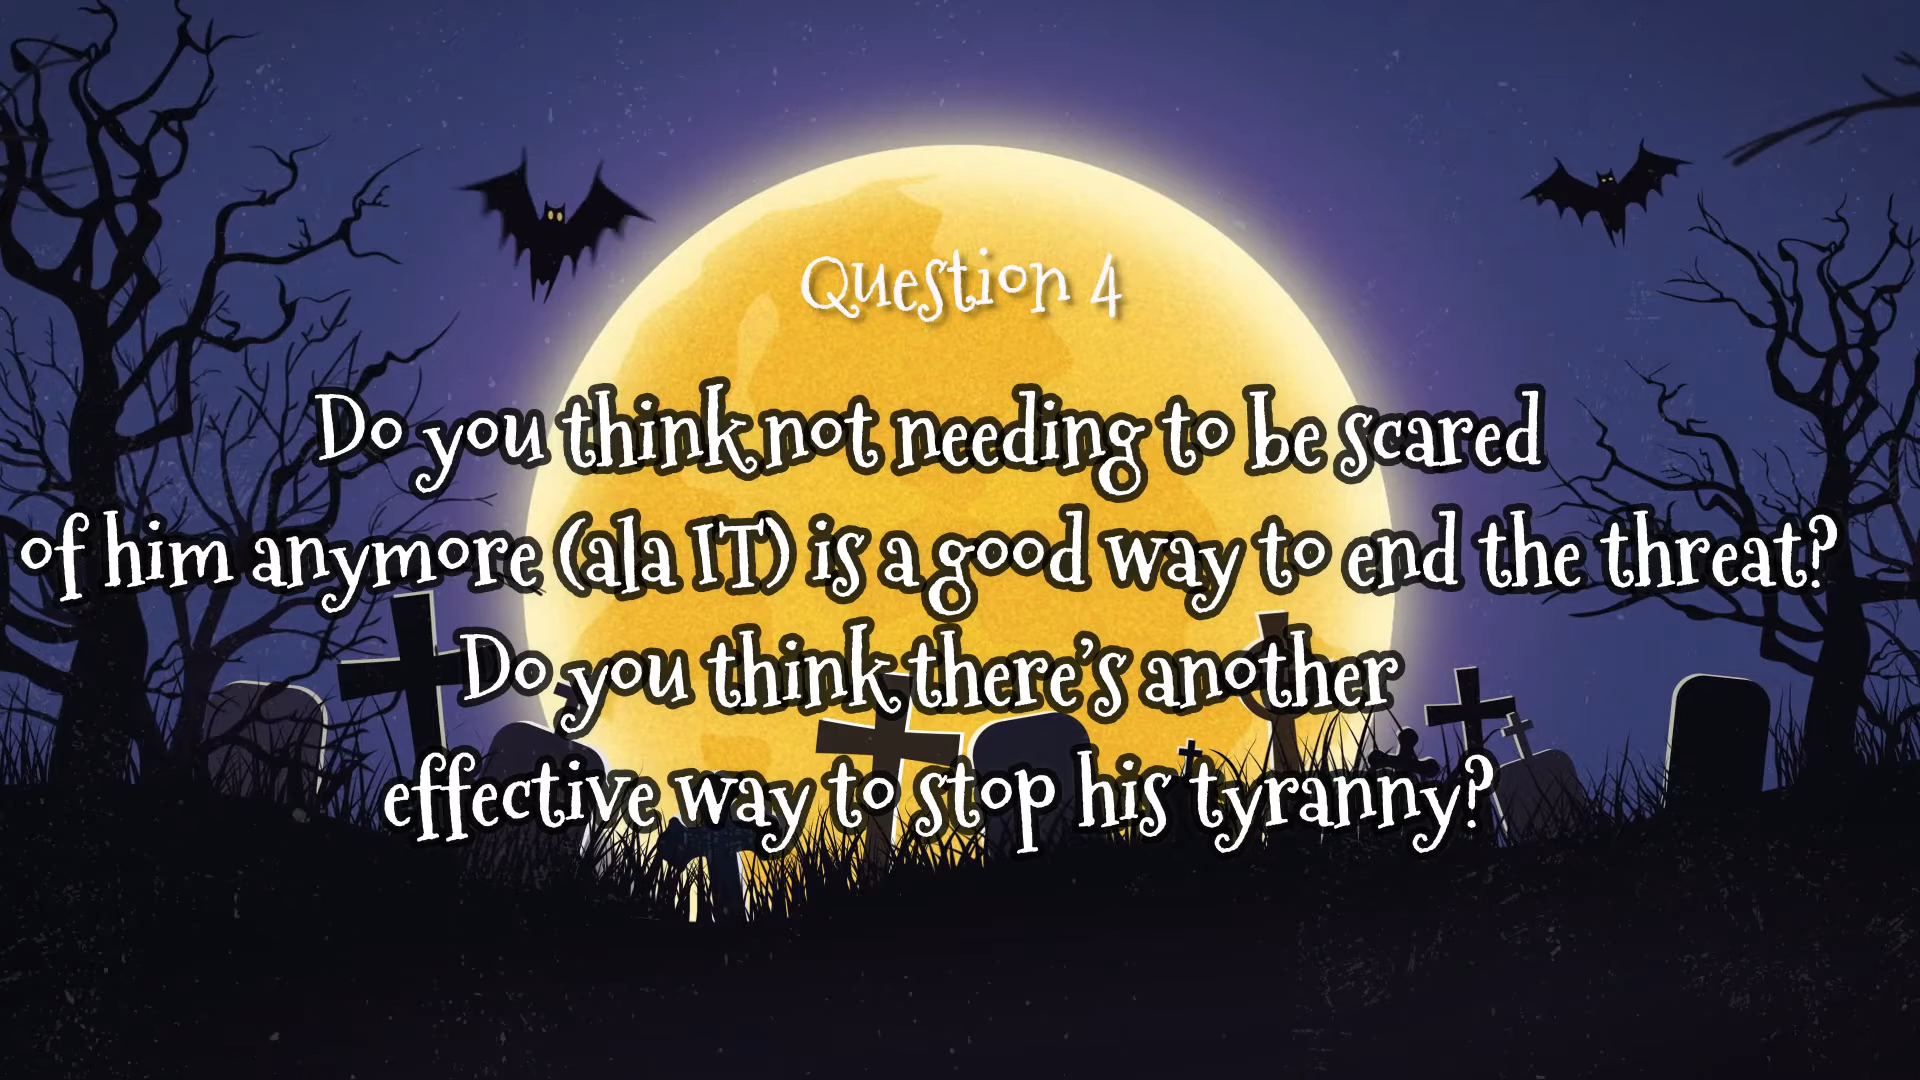 Question 4
Do you think not needing to be scared
of him anymore (ala IT) is a good way to end the threat?
Do you think there's another
effective way to stop his tyranny?